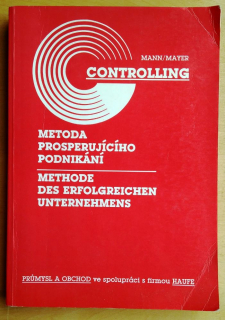 MANN/MAYER
CONTROLLING
METODA
PROSPERUJÍCÍHO
PODNIKÁNÍ
METHODE
DES ERFOLGREICHEN
UNTERNEHMENS
PRŮMYSL A OBCHOD ve spolupráci s firmou HAUFE